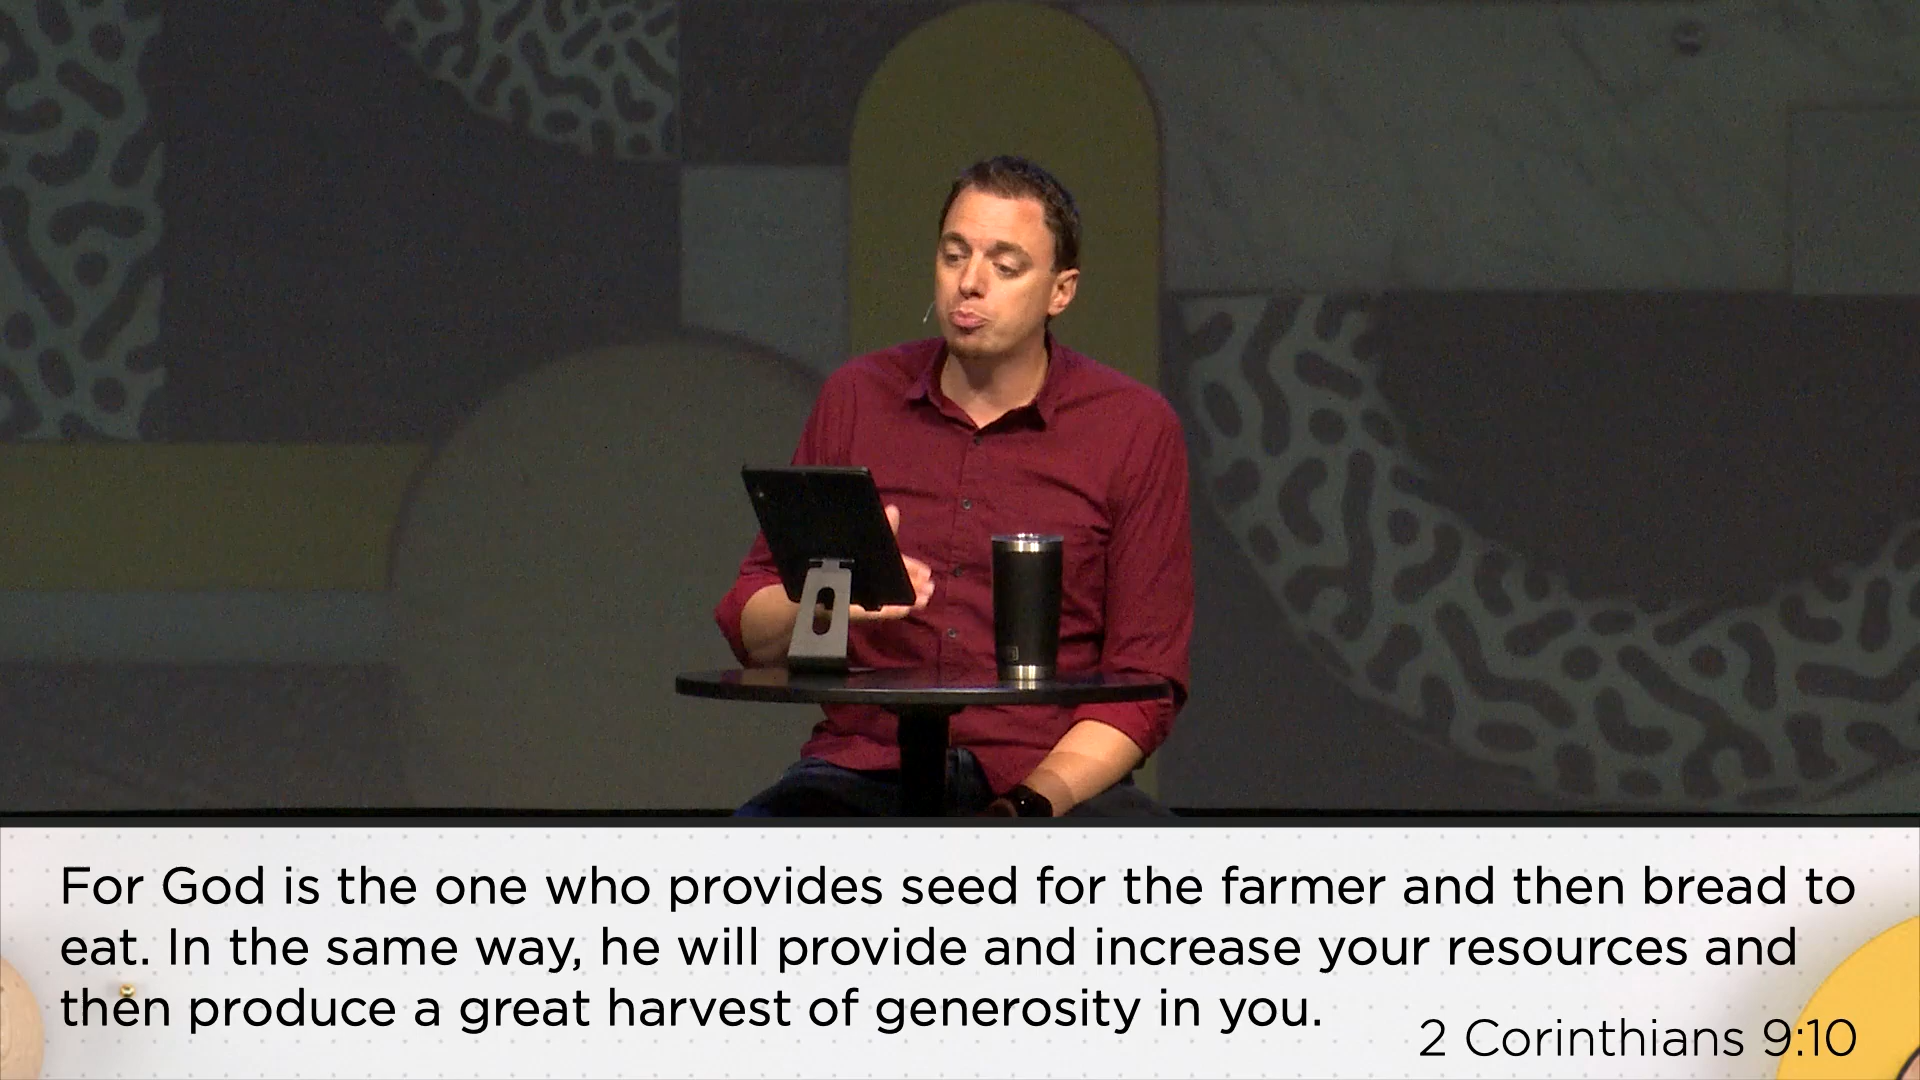 For God is the one who provides seed for the farmer and then bread to
eat. In the same way, he will provide and increase your resources and
then produce a great harvest of generosity in you.
2 Corinthians 9:10